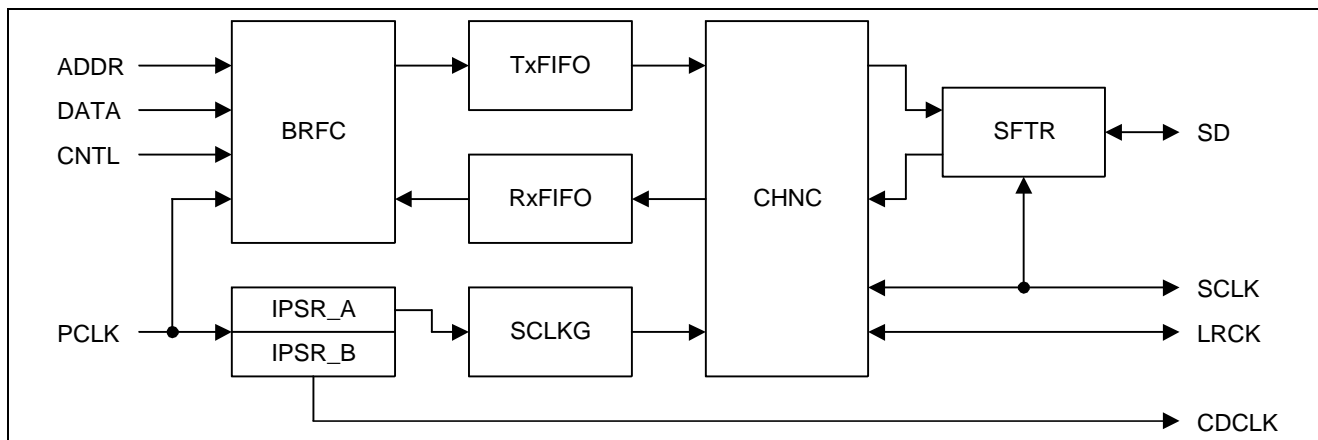 ADDR
DATA
CNTL
PCLK
BRFC
TxFIFO
RxFIFO
IPSR_A
IPSR_B
SCLKG
CHNC
SFTR
SD
SCLK
LRCK
CDCLK